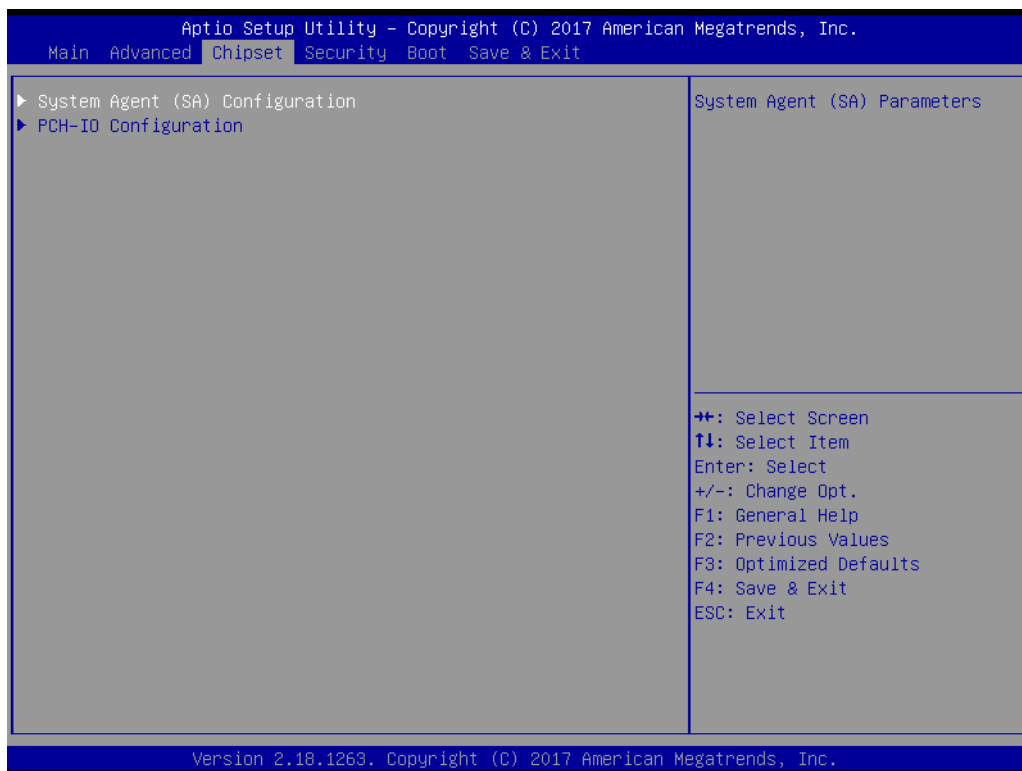 Aptio Setup Utility – Copyright (C) 2017 American Megatrends, Inc.
Main Advanced Chipset Security Boot Save & Exit
► System Agent (SA) Configuration
► PCH-IO Configuration
System Agent (SA) Parameters
→←: Select Screen
↑↓: Select Item
Enter: Select
+/-: Change Opt.
F1: General Help
F2: Previous Values
F3: Optimized Defaults
F4: Save & Exit
ESC: Exit
Version 2.18.1263. Copyright (C) 2017 American Megatrends, Inc.